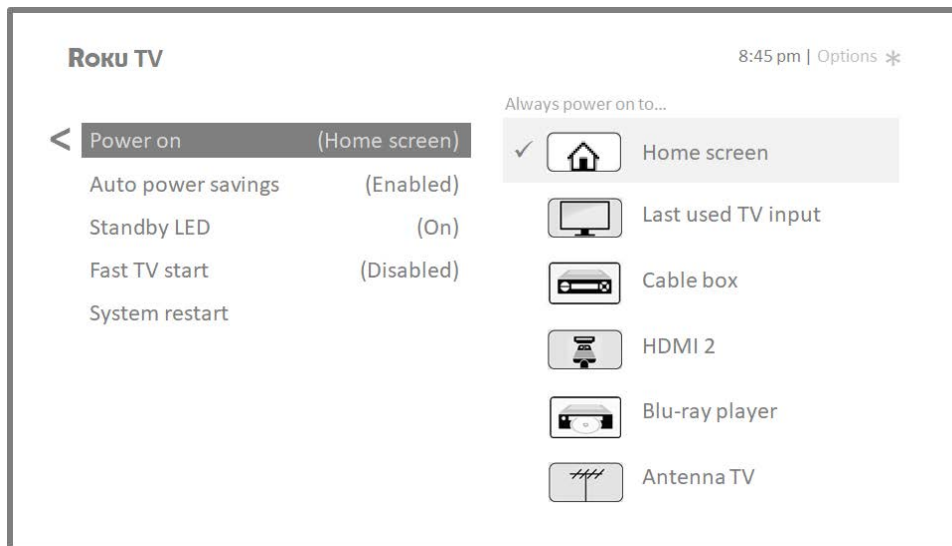 Roku TV
8:45 pm | Options *
Always power on to...
< Power on (Home screen)
Auto power savings (Enabled)
Standby LED (On)
Fast TV start (Disabled)
System restart
✓ Home screen
Last used TV input
Cable box
HDMI 2
Blu-ray player
Antenna TV